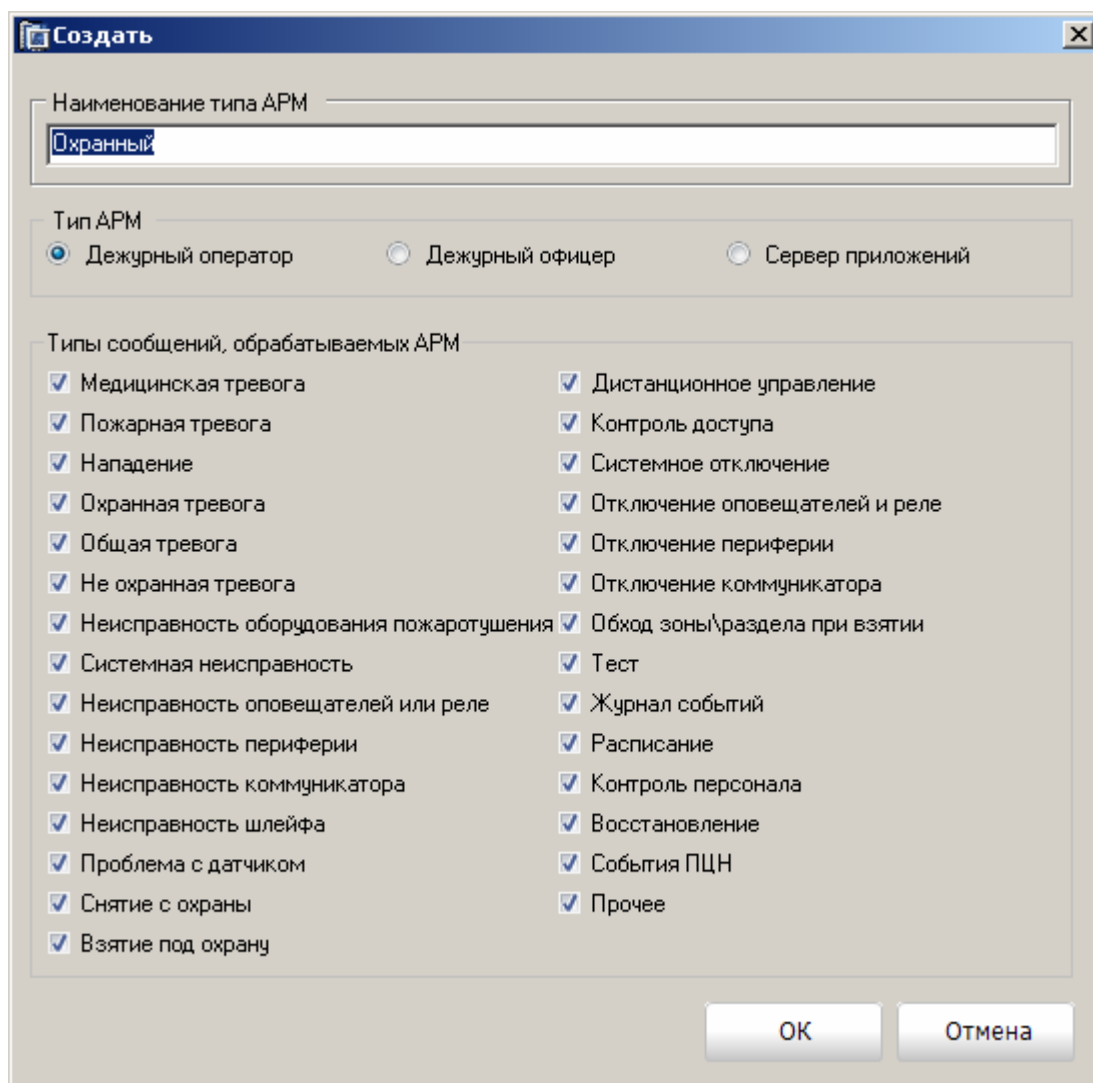 Создать
Наименование типа АРМ
Охранный
Тип АРМ
Дежурный оператор
Дежурный офицер
Сервер приложений
Типы сообщений, обрабатываемых АРМ
Медицинская тревога
Пожарная тревога
Нападение
Охранная тревога
Общая тревога
Не охранная тревога
Неисправность оборудования пожаротушения
Системная неисправность
Неисправность оповещателей или реле
Неисправность периферии
Неисправность коммуникатора
Неисправность шлейфа
Проблема с датчиком
Снятие с охраны
Взятие под охрану
Дистанционное управление
Контроль доступа
Системное отключение
Отключение оповещателей и реле
Отключение периферии
Отключение коммуникатора
Обход зоны\раздела при взятии
Тест
Журнал событий
Расписание
Контроль персонала
Восстановление
События ПЦН
Прочее
ОК
Отмена